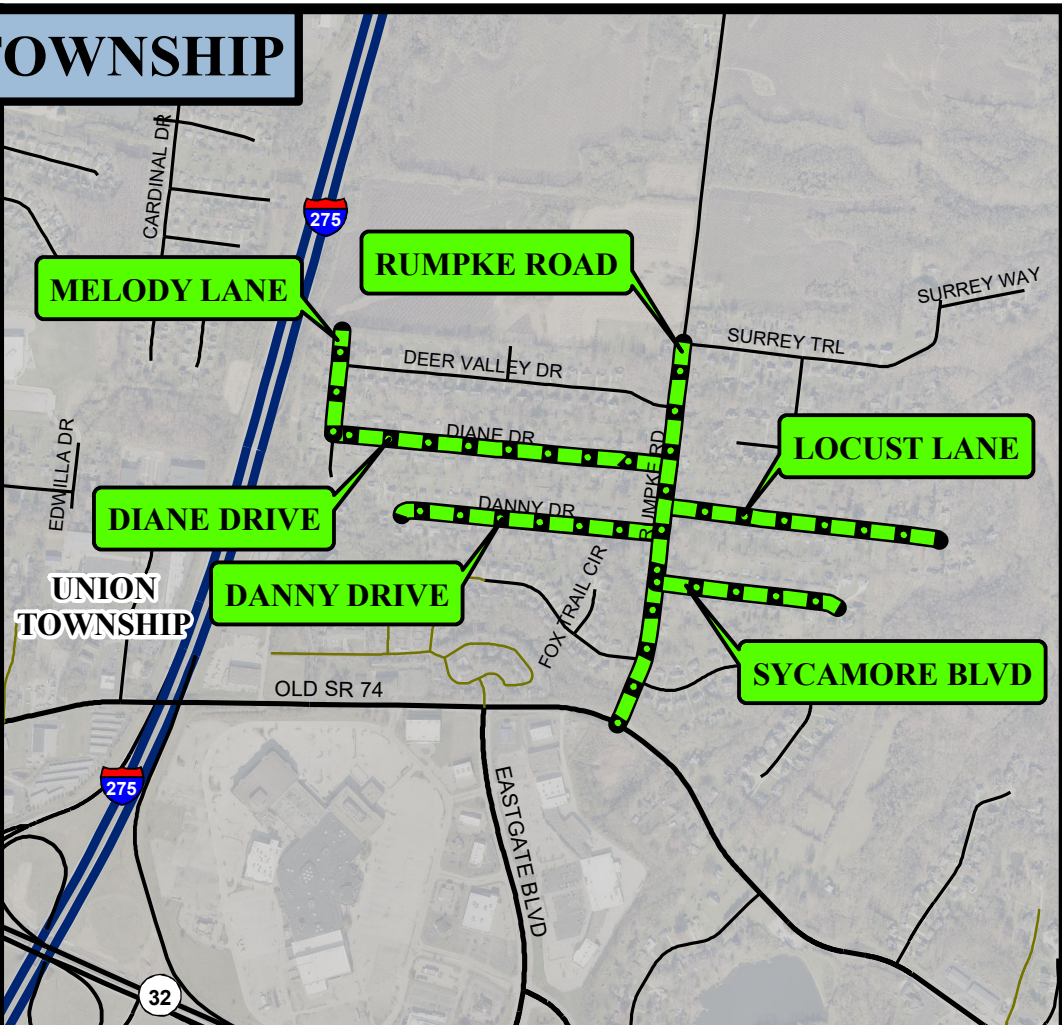 TOWNSHIP
CARDINAL DR
275
MELODY LANE
RUMPKE ROAD
SURREY WAY
SURREY TRL
DEER VALLEY DR
DIANE DR
LOCUST LANE
EDWILLA DR
RUMPKE RD
DIANE DRIVE
DANNY DR
DANNY DRIVE
UNION
TOWNSHIP
FOX TRAIL CIR
SYCAMORE BLVD
OLD SR 74
275
EASTGATE BLVD
32